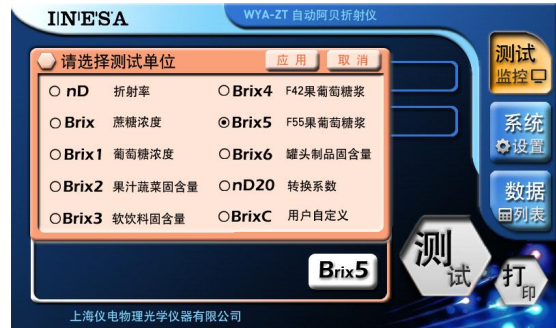 INESA
WYA-ZT 自动阿贝折射仪
请选择测试单位
应用
取消
nD 折射率
Brix4 F42果葡萄糖浆
Brix 蔗糖浓度
Brix5 F55果葡萄糖浆
Brix1 葡萄糖浓度
Brix6 罐头制品固含量
Brix2 果汁蔬菜固含量
nD20 转换系数
Brix3 软饮料固含量
BrixC 用户自定义
Brix5
测试
监控
系统
设置
数据
列表
测试
打印
上海仪电物理光学仪器有限公司